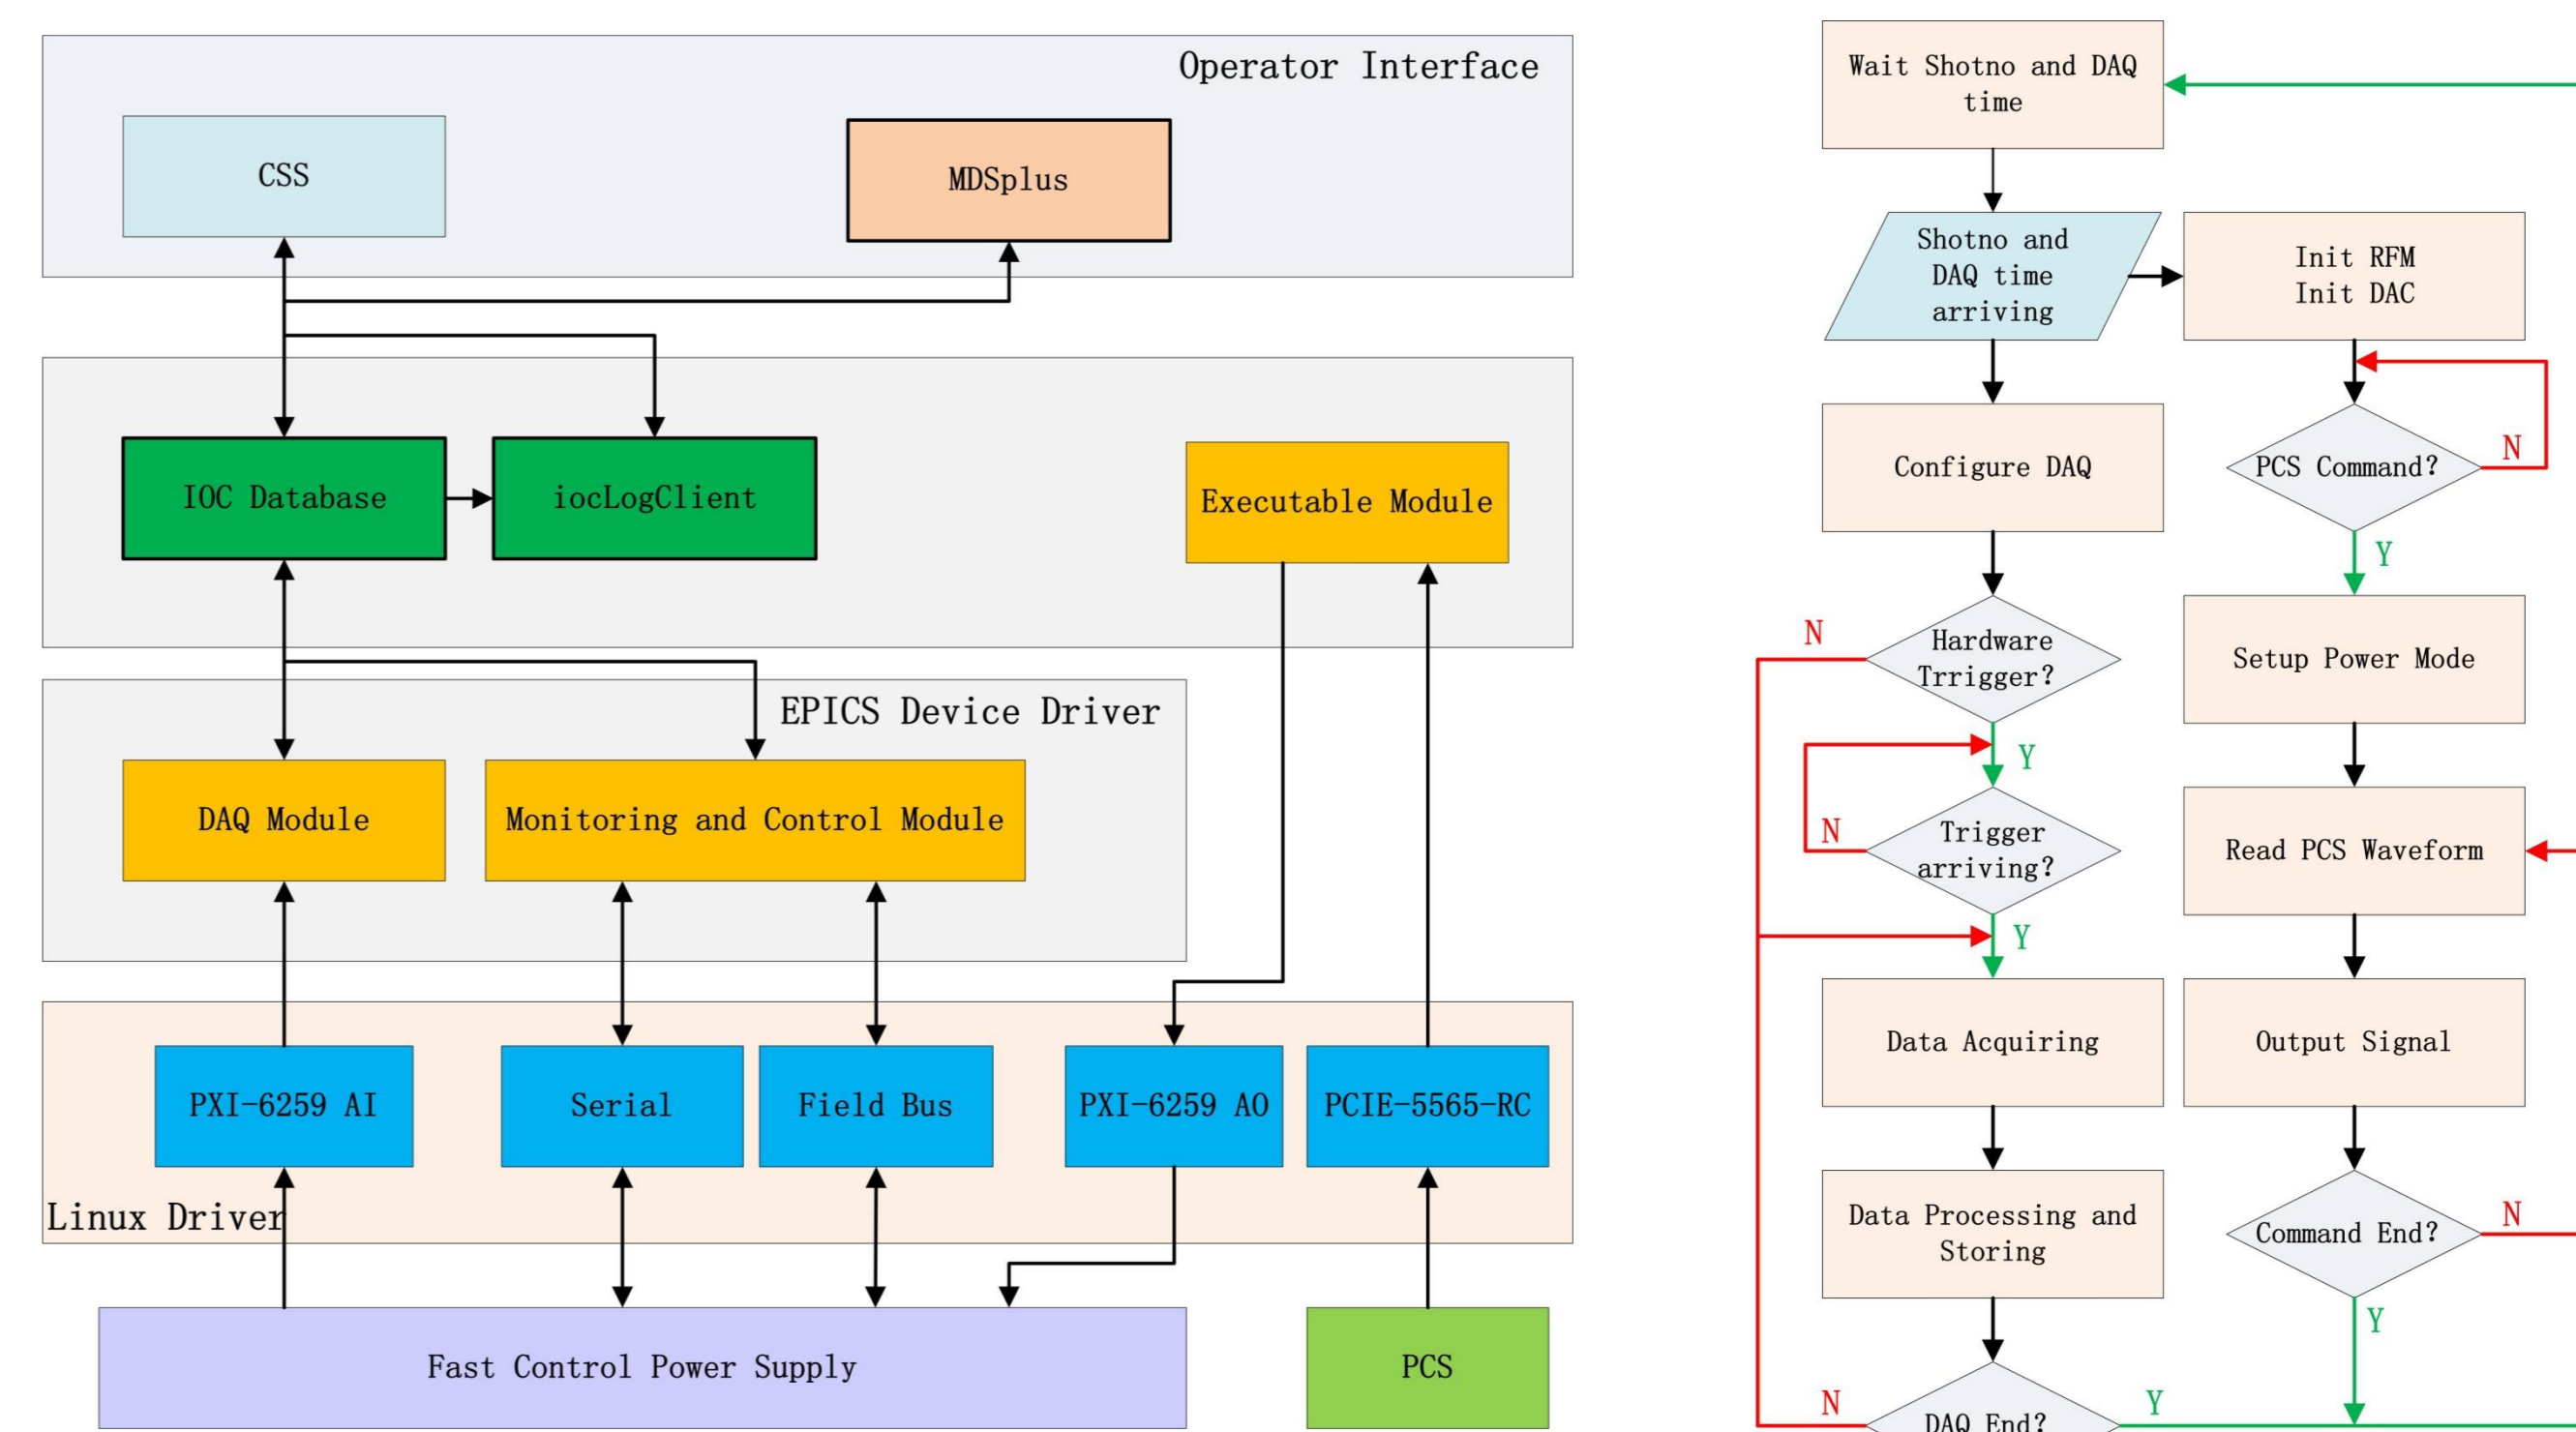 Operator Interface
CSS
MDSplus
IOC Database
iocLogClient
Executable Module
EPICS Device Driver
DAQ Module
Monitoring and Control Module
PXI-6259 AI
Serial
Field Bus
PXI-6259 AO
PCIE-5565-RC
Linux Driver
Fast Control Power Supply
PCS
Wait Shotno and DAQ
time
Shotno and
DAQ time
arriving
Init RFM
Init DAC
Configure DAQ
PCS Command?
N
Y
Hardware
Trrigger?
N
Y
Setup Power Mode
Trigger
arriving?
N
Y
Read PCS Waveform
Data Acquiring
Output Signal
Data Processing and
Storing
Command End?
N
Y
DAQ End?
N
Y